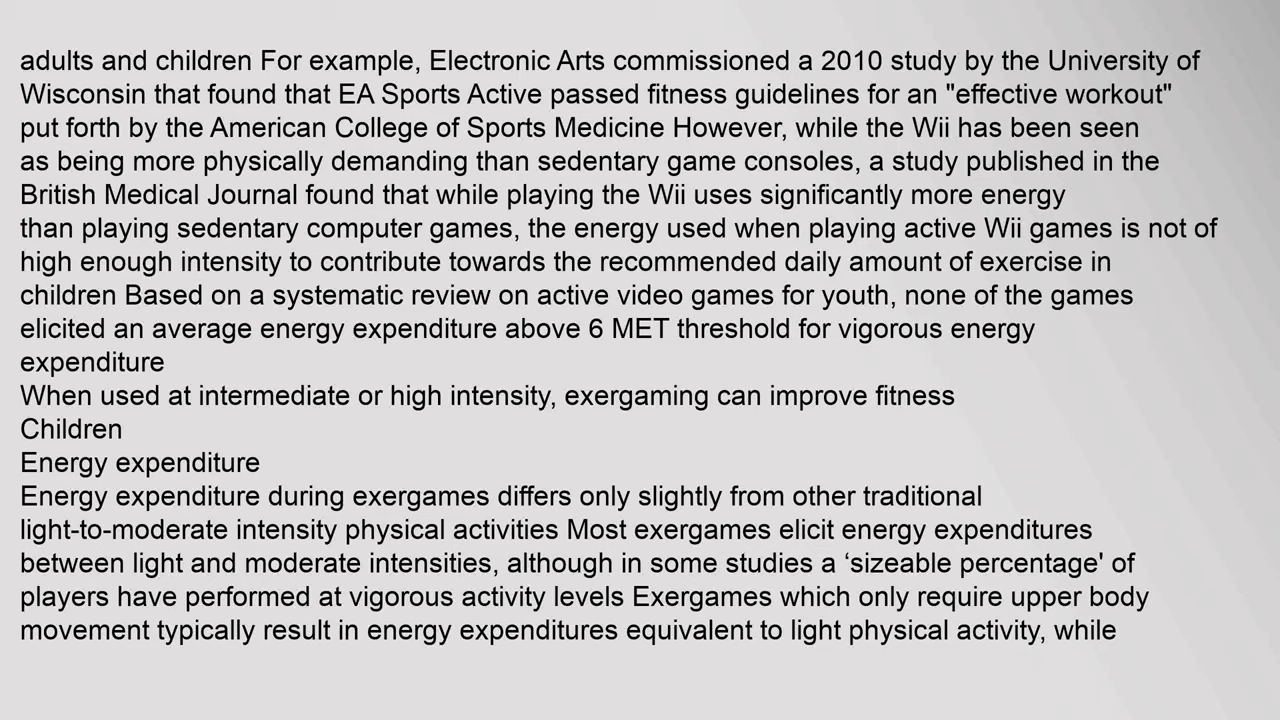 adults and children For example, Electronic Arts commissioned a 2010 study by the University of
Wisconsin that found that EA Sports Active passed fitness guidelines for an "effective workout"
put forth by the American College of Sports Medicine However, while the Wii has been seen
as being more physically demanding than sedentary game consoles, a study published in the
British Medical Journal found that while playing the Wii uses significantly more energy
than playing sedentary computer games, the energy used when playing active Wii games is not of
high enough intensity to contribute towards the recommended daily amount of exercise in
children Based on a systematic review on active video games for youth, none of the games
elicited an average energy expenditure above 6 MET threshold for vigorous energy
expenditure
When used at intermediate or high intensity, exergaming can improve fitness
Children
Energy expenditure
Energy expenditure during exergames differs only slightly from other traditional
light-to-moderate intensity physical activities Most exergames elicit energy expenditures
between light and moderate intensities, although in some studies a ‘sizeable percentage' of
players have performed at vigorous activity levels Exergames which only require upper body
movement typically result in energy expenditures equivalent to light physical activity, while